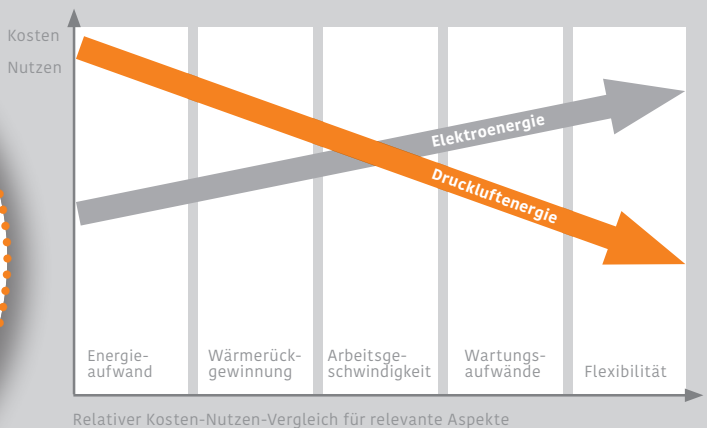 Kosten
Nutzen
Elektroenergie
Druckluftenergie
Energie-
aufwand
Wärmerück-
gewinnung
Arbeitsge-
schwindigkeit
Wartungs-
aufwände
Flexibilität
Relativer Kosten-Nutzen-Vergleich für relevante Aspekte